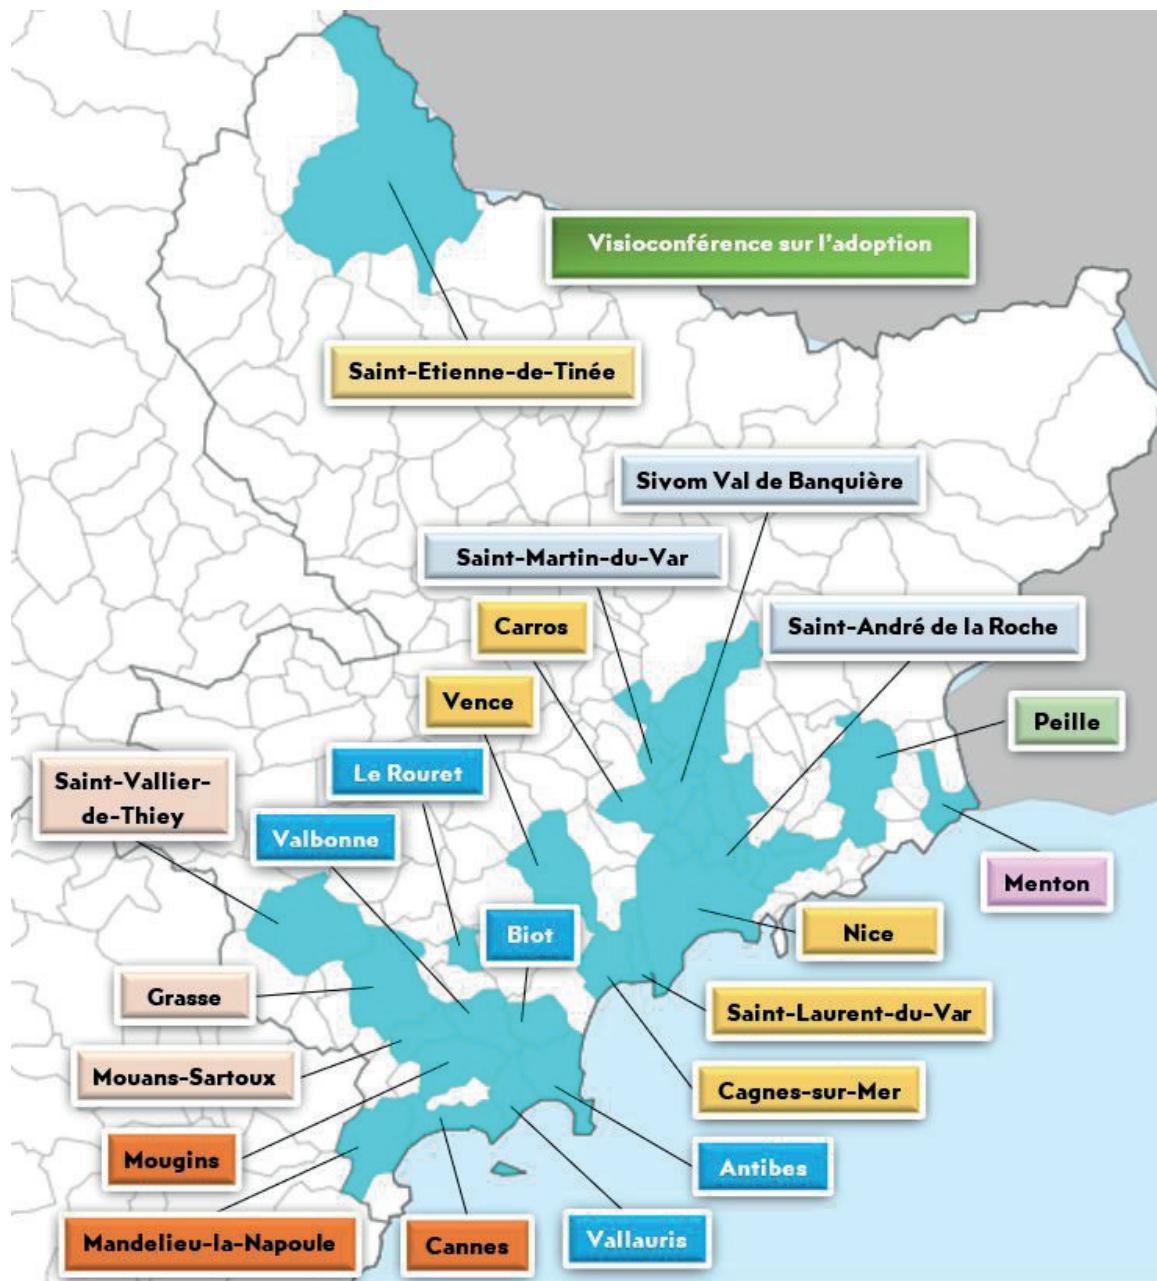 Visioconférence sur l'adoption
Saint-Etienne-de-Tinée
Sivom Val de Banquière
Saint-Martin-du-Var
Carros
Saint-André de la Roche
Vence
Peille
Le Rouret
Saint-Vallier-
de-Thiey
Valbonne
Menton
Biot
Nice
Grasse
Saint-Laurent-du-Var
Mouans-Sartoux
Cagnes-sur-Mer
Mougins
Antibes
Mandelieu-la-Napoule
Cannes
Vallauris